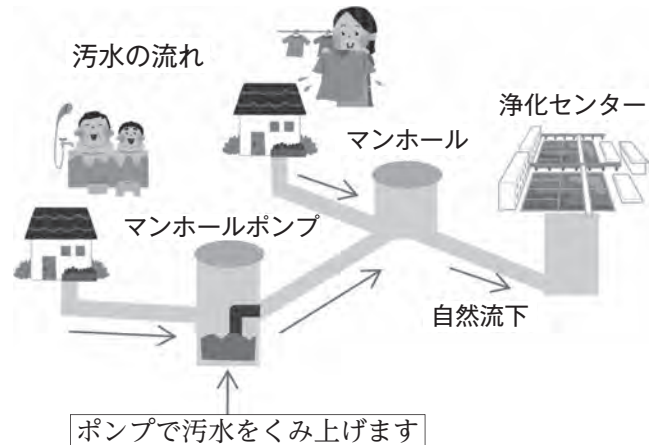 汚水の流れ
浄化センター
マンホール
マンホールポンプ
自然流下
ポンプで汚水をくみ上げます